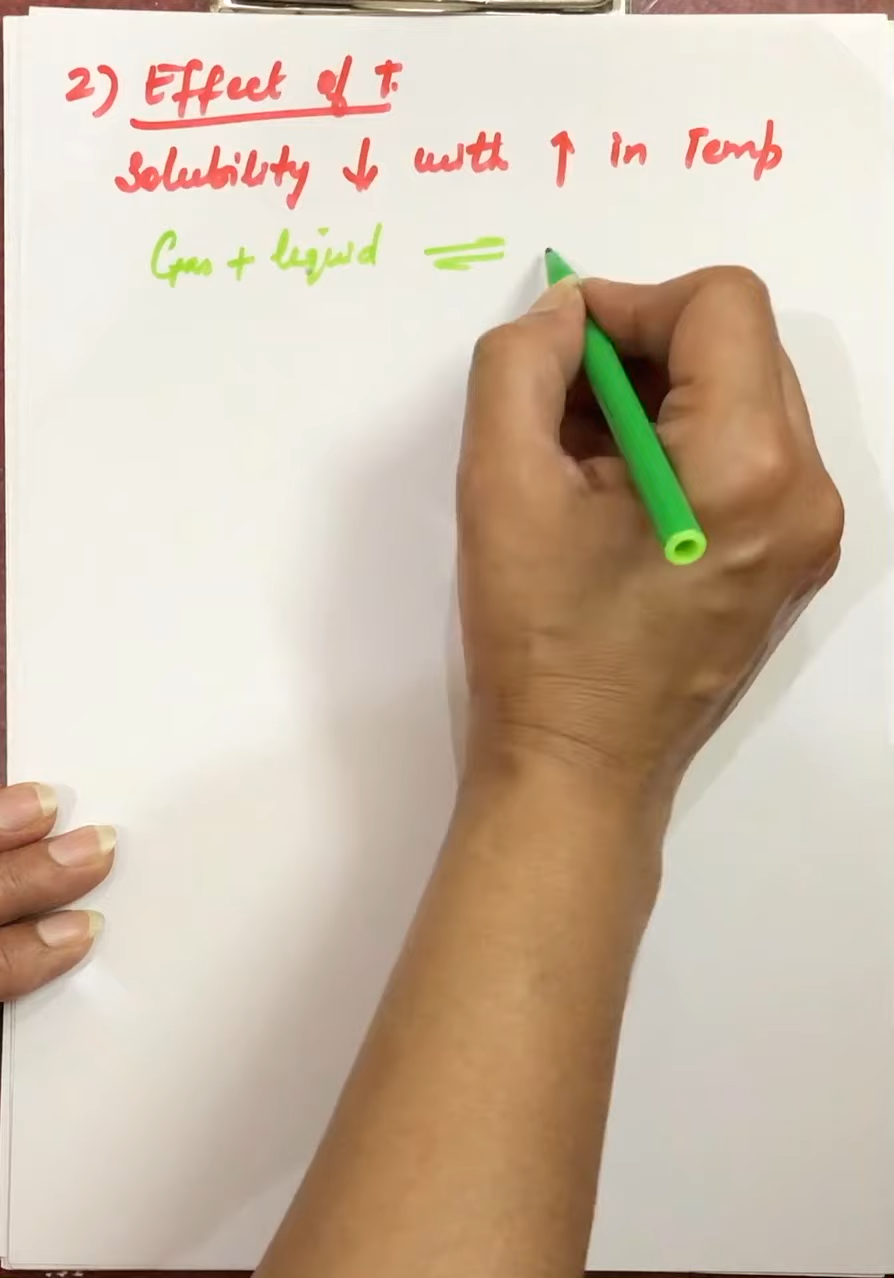 2) Effect of T.
Solubility ↓ with ↑ in Temp
Gas + liquid ⇌